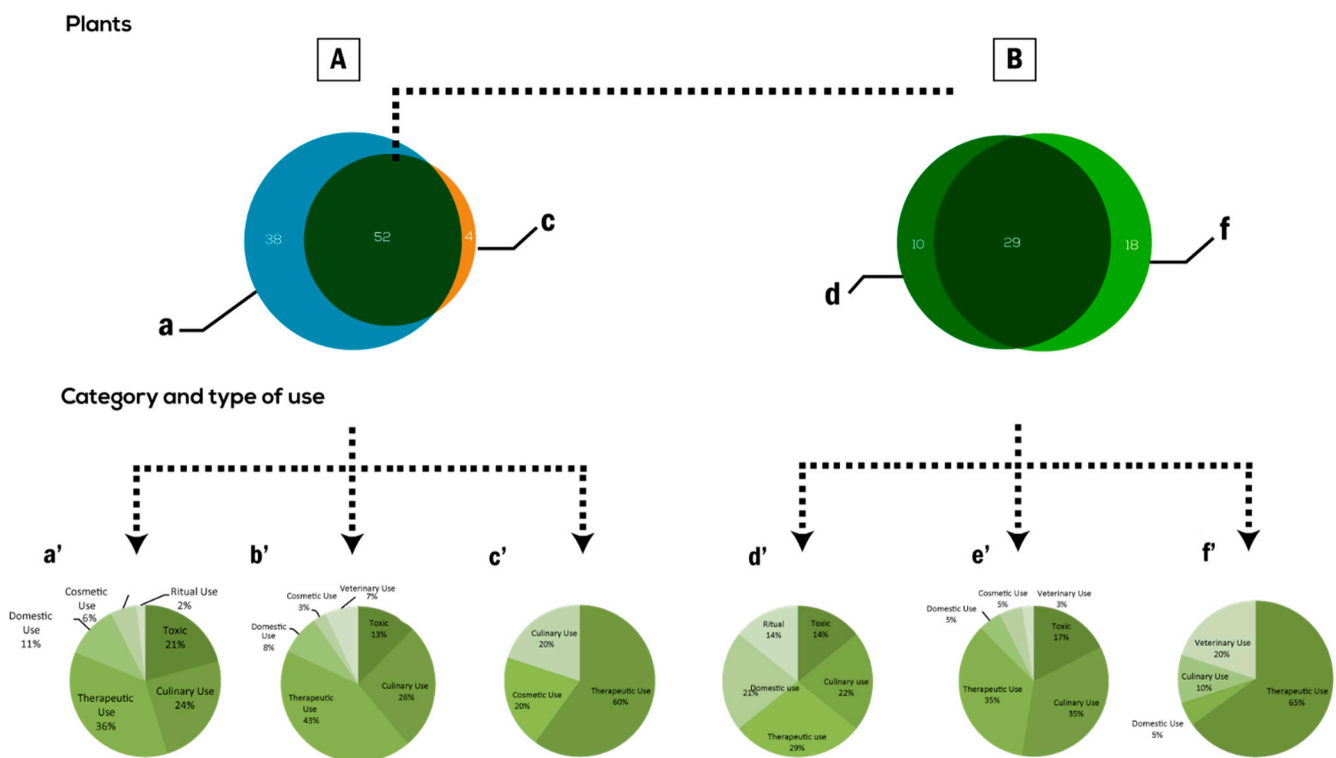 Plants
A
B
38
52
4
c
a
10
29
18
f
d
Category and type of use
a’
b’
c’
d’
e’
f’
Cosmetic
Use
6%
Ritual Use
2%
Domestic
Use
11%
Toxic
21%
Therapeutic
Use
36%
Culinary Use
24%
Cosmetic Use
3%
Veterinary Use
7%
Domestic
Use
8%
Toxic
13%
Culinary Use
26%
Therapeutic
Use
43%
Culinary Use
20%
Cosmetic Use
20%
Therapeutic Use
60%
Ritual
14%
Toxic
14%
21%
Domestic use
Culinary use
22%
Therapeutic use
29%
Cosmetic Use
5%
Veterinary Use
3%
Domestic Use
5%
Toxic
17%
Therapeutic Use
35%
Culinary Use
35%
Veterinary Use
20%
Culinary Use
10%
Domestic Use
5%
Therapeutic Use
65%